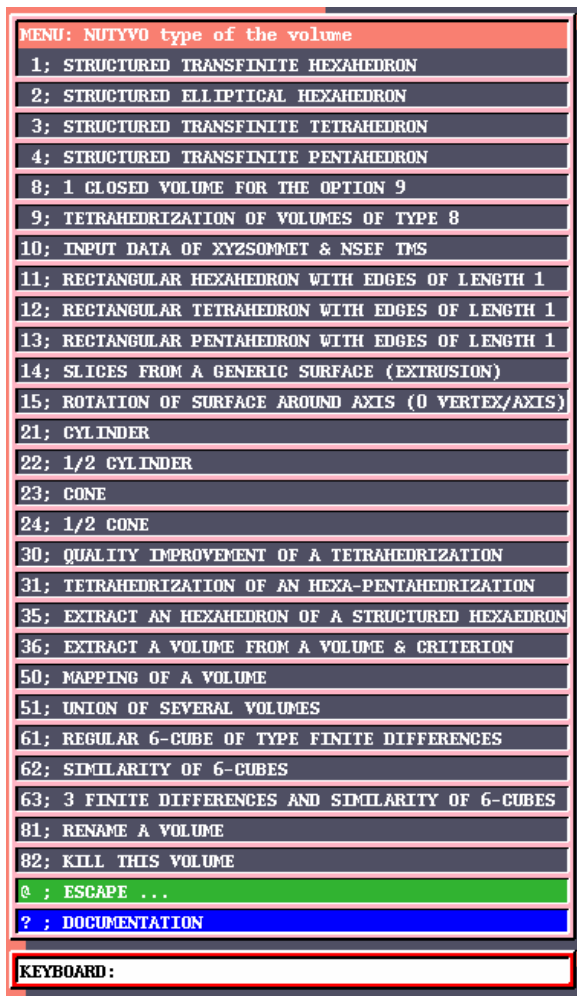 MENU: NUTYVO type of the volume
1; STRUCTURED TRANSFINITE HEXAHEDRON
2; STRUCTURED ELLIPTICAL HEXAHEDRON
3; STRUCTURED TRANSFINITE TETRAHEDRON
4; STRUCTURED TRANSFINITE PENTAHEDRON
8; 1 CLOSED VOLUME FOR THE OPTION 9
9; TETRAHEDRIZATION OF VOLUMES OF TYPE 8
10; INPUT DATA OF XYZSOMMET & NSEF TMS
11; RECTANGULAR HEXAHEDRON WITH EDGES OF LENGTH 1
12; RECTANGULAR TETRAHEDRON WITH EDGES OF LENGTH 1
13; RECTANGULAR PENTAHEDRON WITH EDGES OF LENGTH 1
14; SLICES FROM A GENERIC SURFACE (EXTRUSION)
15; ROTATION OF SURFACE AROUND AXIS (0 VERTEX/AXIS)
21; CYLINDER
22; 1/2 CYLINDER
23; CONE
24; 1/2 CONE
30; QUALITY IMPROVEMENT OF A TETRAHEDRIZATION
31; TETRAHEDRIZATION OF AN HEXA-PENTAHEDRIZATION
35; EXTRACT AN HEXAHEDRON OF A STRUCTURED HEXAEDRON
36; EXTRACT A VOLUME FROM A VOLUME & CRITERION
50; MAPPING OF A VOLUME
51; UNION OF SEVERAL VOLUMES
61; REGULAR 6-CUBE OF TYPE FINITE DIFFERENCES
62; SIMILARITY OF 6-CUBES
63; 3 FINITE DIFFERENCES AND SIMILARITY OF 6-CUBES
81; RENAME A VOLUME
82; KILL THIS VOLUME
@ ; ESCAPE ...
? ; DOCUMENTATION
KEYBOARD: